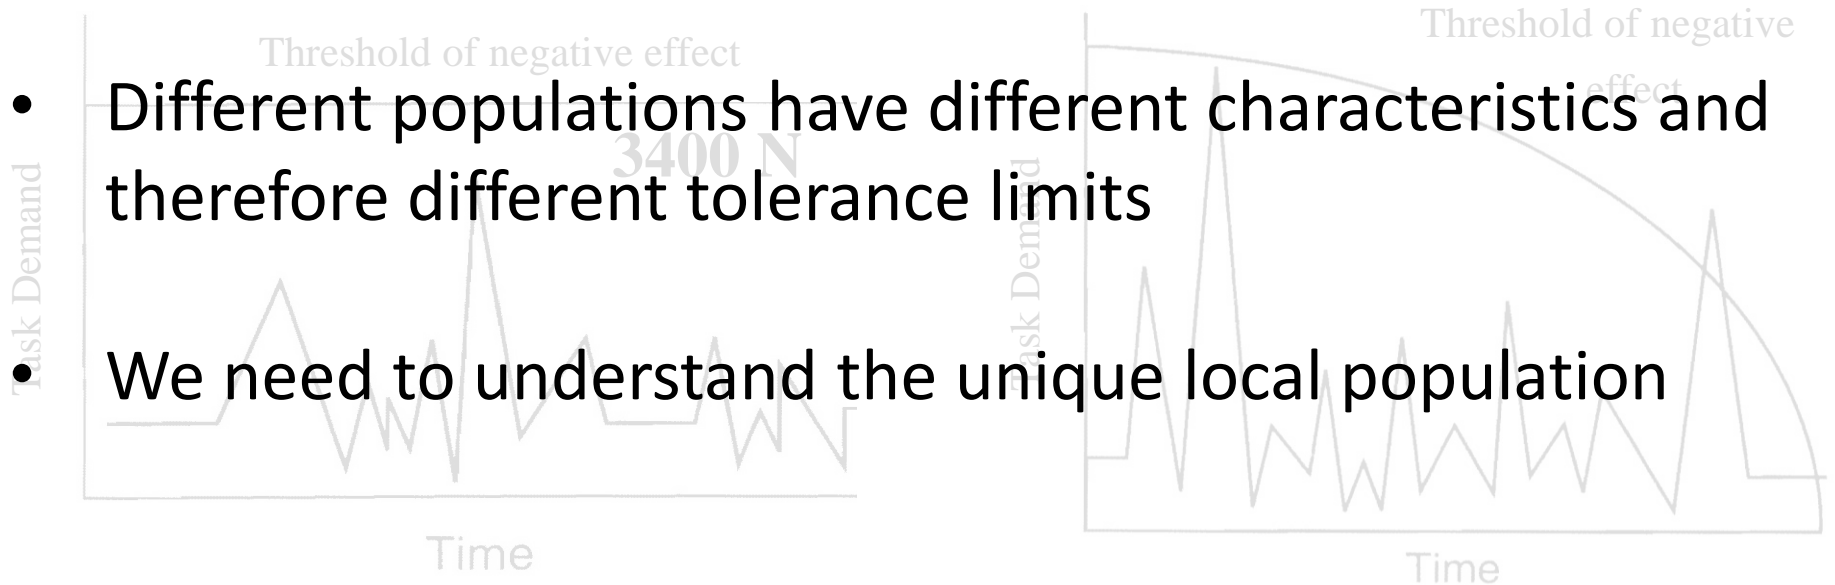 Threshold of negative effect
Threshold of negative
effect
• Different populations have different characteristics and
3400 N
therefore different tolerance limits
Task Demand
Task Demand
• We need to understand the unique local population
Time
Time